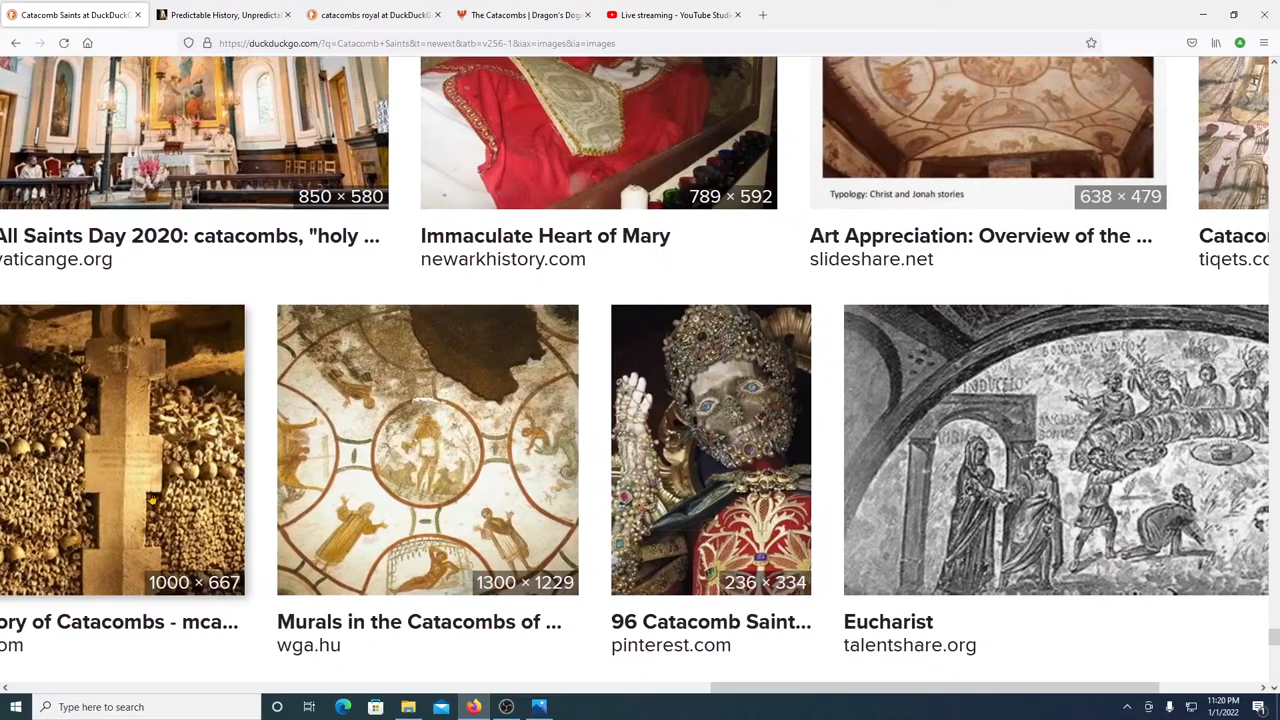 Catacomb Saints at DuckDuckG
Predictable History, Unpredicta
catacombs royal at DuckDuckG
The Catacombs | Dragon's Dog
Live streaming - YouTube Studi
https://duckduckgo.com/?q=Catacomb+Saints&t=newext&atb=v256-1&iax=images&ia=images
A
850 × 580
789 × 592
Typology: Christ and Jonah stories
638 × 479
All Saints Day 2020: catacombs, "holy ...
Immaculate Heart of Mary
Art Appreciation: Overview of the ...
Cataco
vaticange.org
newarkhistory.com
slideshare.net
tiqets.co
1000 × 667
1300 × 1229
236 × 334
ory of Catacombs - mca...
Murals in the Catacombs of ...
96 Catacomb Saint...
Eucharist
om
wga.hu
pinterest.com
talentshare.org
Type here to search
11:20 PM
1/1/2022